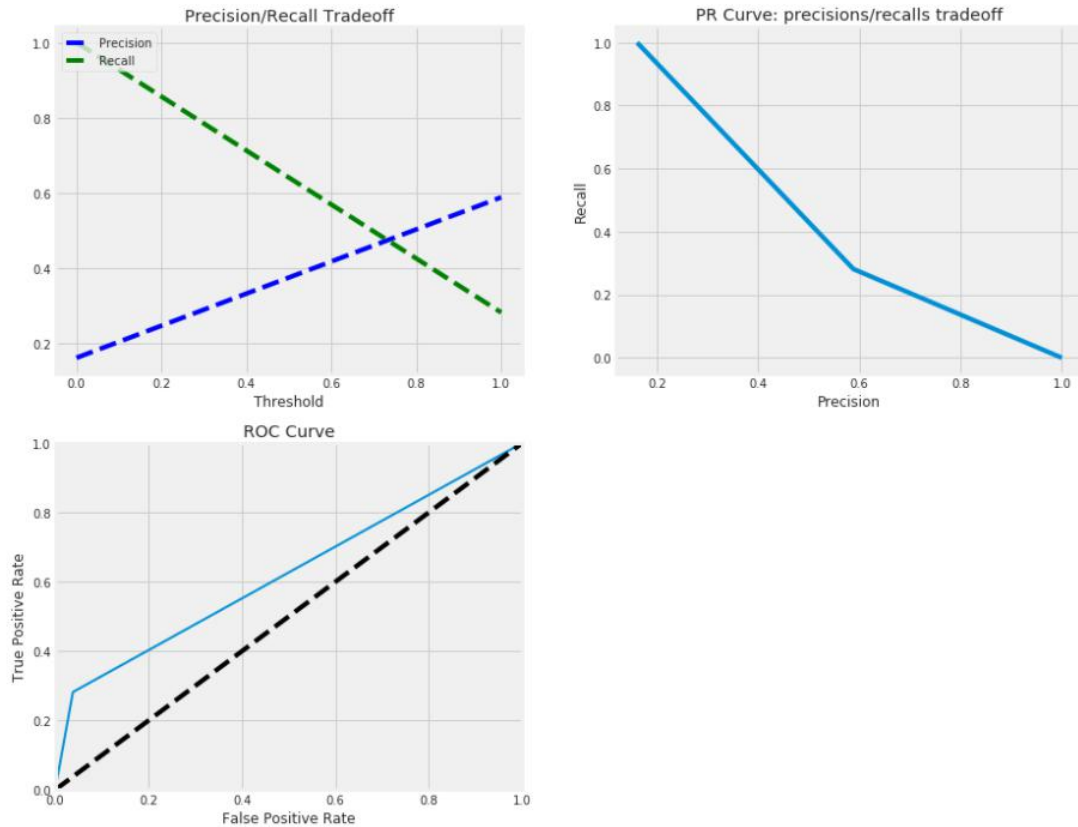 Precision/Recall Tradeoff
1.0
0.8
0.6
0.4
0.2
Precision
Recall
0.0 0.2 0.4 0.6 0.8 1.0
Threshold
PR Curve: precisions/recalls tradeoff
Recall
1.0
0.8
0.6
0.4
0.2
0.0
0.2 0.4 0.6 0.8 1.0
Precision
ROC Curve
True Positive Rate
1.0
0.8
0.6
0.4
0.2
0.0
0.0 0.2 0.4 0.6 0.8 1.0
False Positive Rate